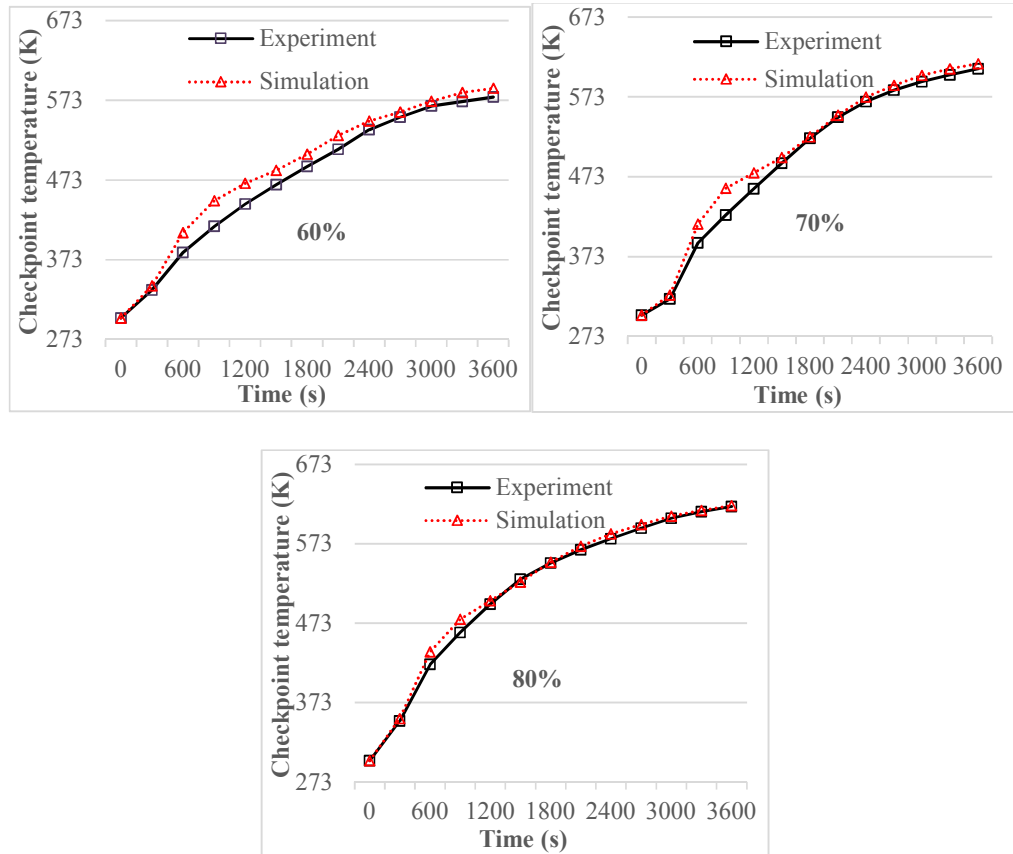 Checkpoint temperature (K)
673
573
473
373
273
Experiment
Simulation
60%
0 600 1200 1800 2400 3000 3600
Time (s)
Checkpoint temperature (K)
673
573
473
373
273
Experiment
Simulation
70%
0 600 1200 1800 2400 3000 3600
Time (s)
Checkpoint temperature (K)
673
573
473
373
273
Experiment
Simulation
80%
0 600 1200 1800 2400 3000 3600
Time (s)